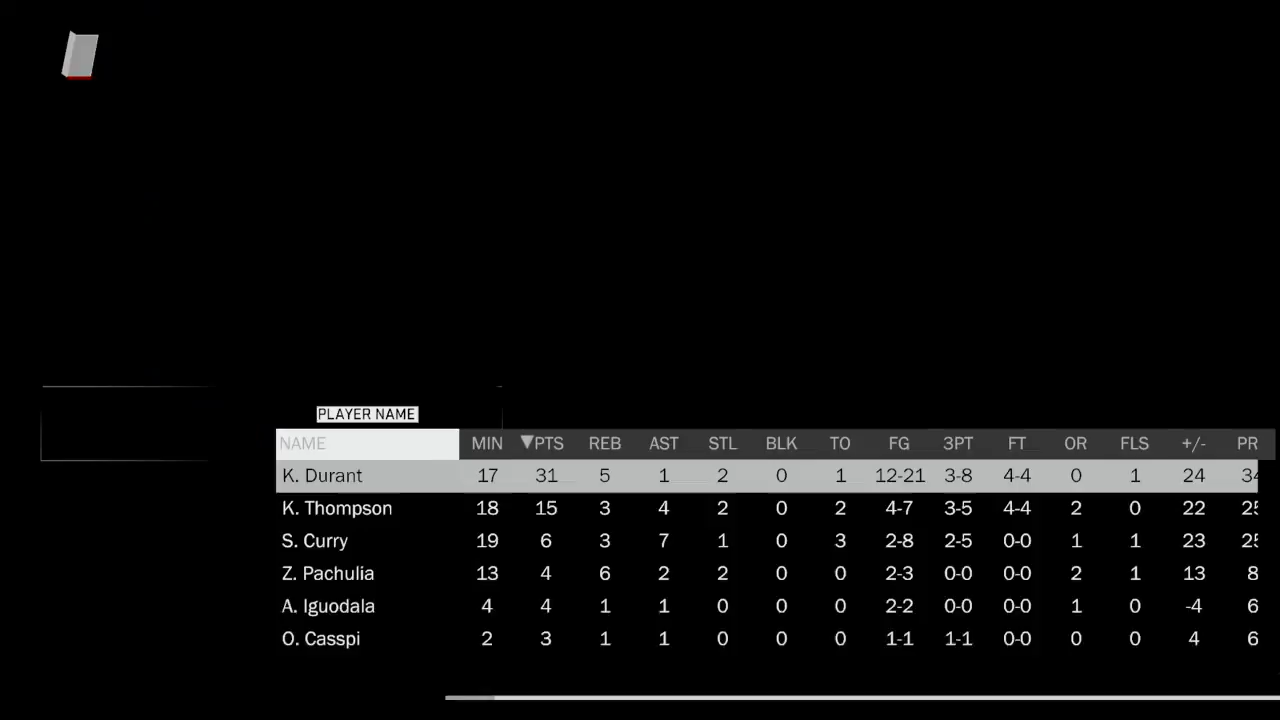 PLAYER NAME
NAME MIN ▼PTS REB AST STL BLK TO FG 3PT FT OR FLS +/- PR
K. Durant 17 31 5 1 2 0 1 12-21 3-8 4-4 0 1 24 34
K. Thompson 18 15 3 4 2 0 2 4-7 3-5 4-4 2 0 22 25
S. Curry 19 6 3 7 1 0 3 2-8 2-5 0-0 1 1 23 25
Z. Pachulia 13 4 6 2 2 0 0 2-3 0-0 0-0 2 1 13 8
A. Iguodala 4 4 1 1 0 0 0 2-2 0-0 0-0 1 0 -4 6
O. Casspi 2 3 1 1 0 0 0 1-1 1-1 0-0 0 0 4 6